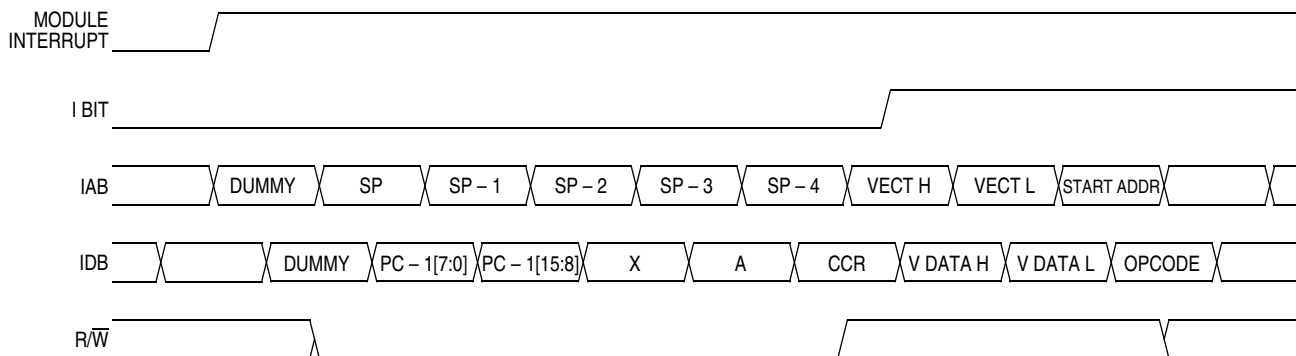 MODULE
INTERRUPT
I BIT
IAB DUMMY SP SP – 1 SP – 2 SP – 3 SP – 4 VECT H VECT L START ADDR
IDB DUMMY PC – 1[7:0] PC – 1[15:8] X A CCR V DATA H V DATA L OPCODE
R/W̅